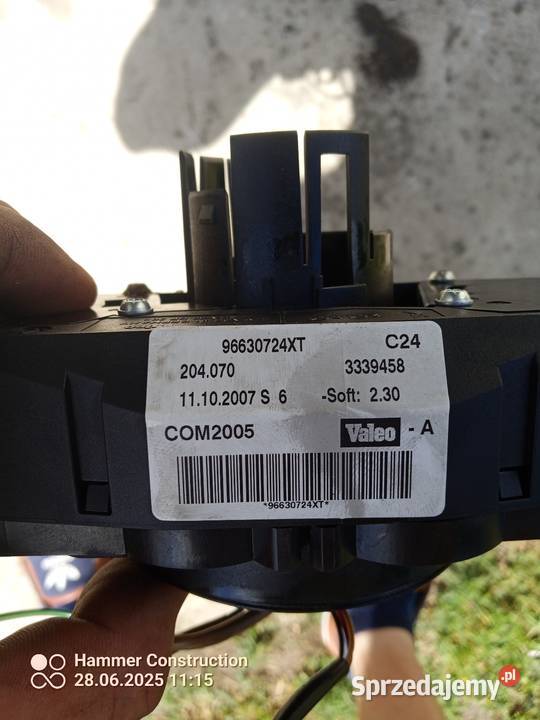 96630724XT C24
204.070 3339458
11.10.2007 S 6 -Soft: 2.30
COM2005 Valeo - A
*96630724XT*
Hammer Construction
28.06.2025 11:15
Sprzedajemy.pl